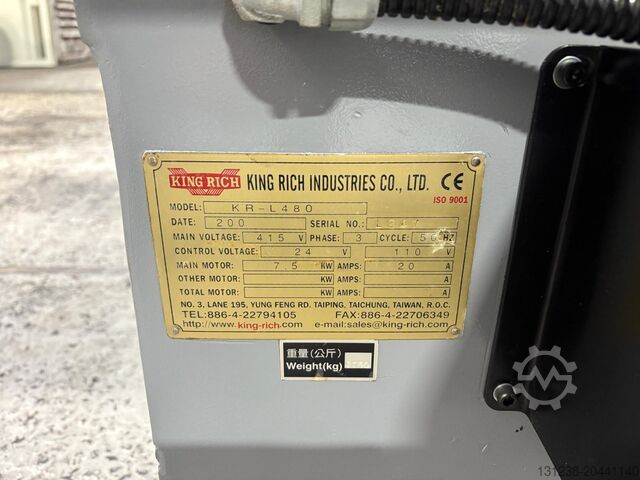 KING RICH KING RICH INDUSTRIES CO., LTD. CE
ISO 9001
MODEL: KR-L480
DATE: 200 SERIAL NO.:
MAIN VOLTAGE: 415 V PHASE: 3 CYCLE: 50 HZ
CONTROL VOLTAGE: 24 V 110 V
MAIN MOTOR: 7.5 KW AMPS: 20 A
OTHER MOTOR: KW AMPS: A
TOTAL MOTOR: KW AMPS: A
NO. 3, LANE 195, YUNG FENG RD. TAIPING, TAICHUNG, TAIWAN, R.O.C.
TEL:886-4-22794105 FAX:886-4-22706349
http://www.king-rich.com e-mail:sales@king-rich.com
重量(公斤)
Weight(kg)
131238-20441140